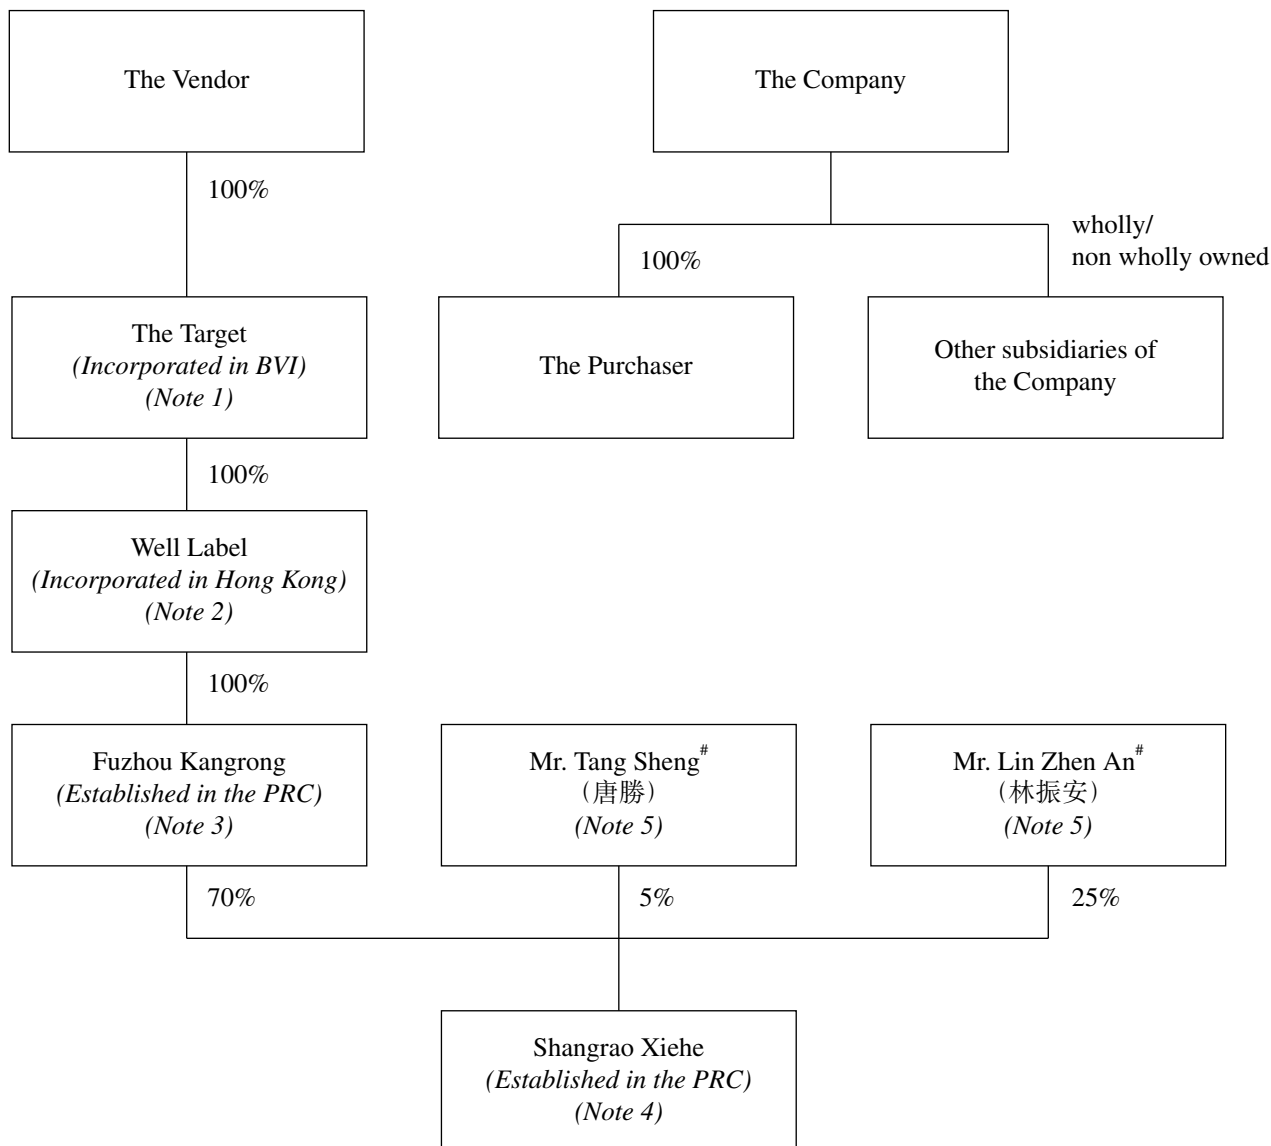 The Vendor
The Company
100%
wholly/
non wholly owned
100%
The Target
(Incorporated in BVI)
(Note 1)
The Purchaser
Other subsidiaries of
the Company
100%
Well Label
(Incorporated in Hong Kong)
(Note 2)
100%
Fuzhou Kangrong
(Established in the PRC)
(Note 3)
Mr. Tang Sheng#
(唐勝)
(Note 5)
Mr. Lin Zhen An#
(林振安)
(Note 5)
70%
5%
25%
Shangrao Xiehe
(Established in the PRC)
(Note 4)